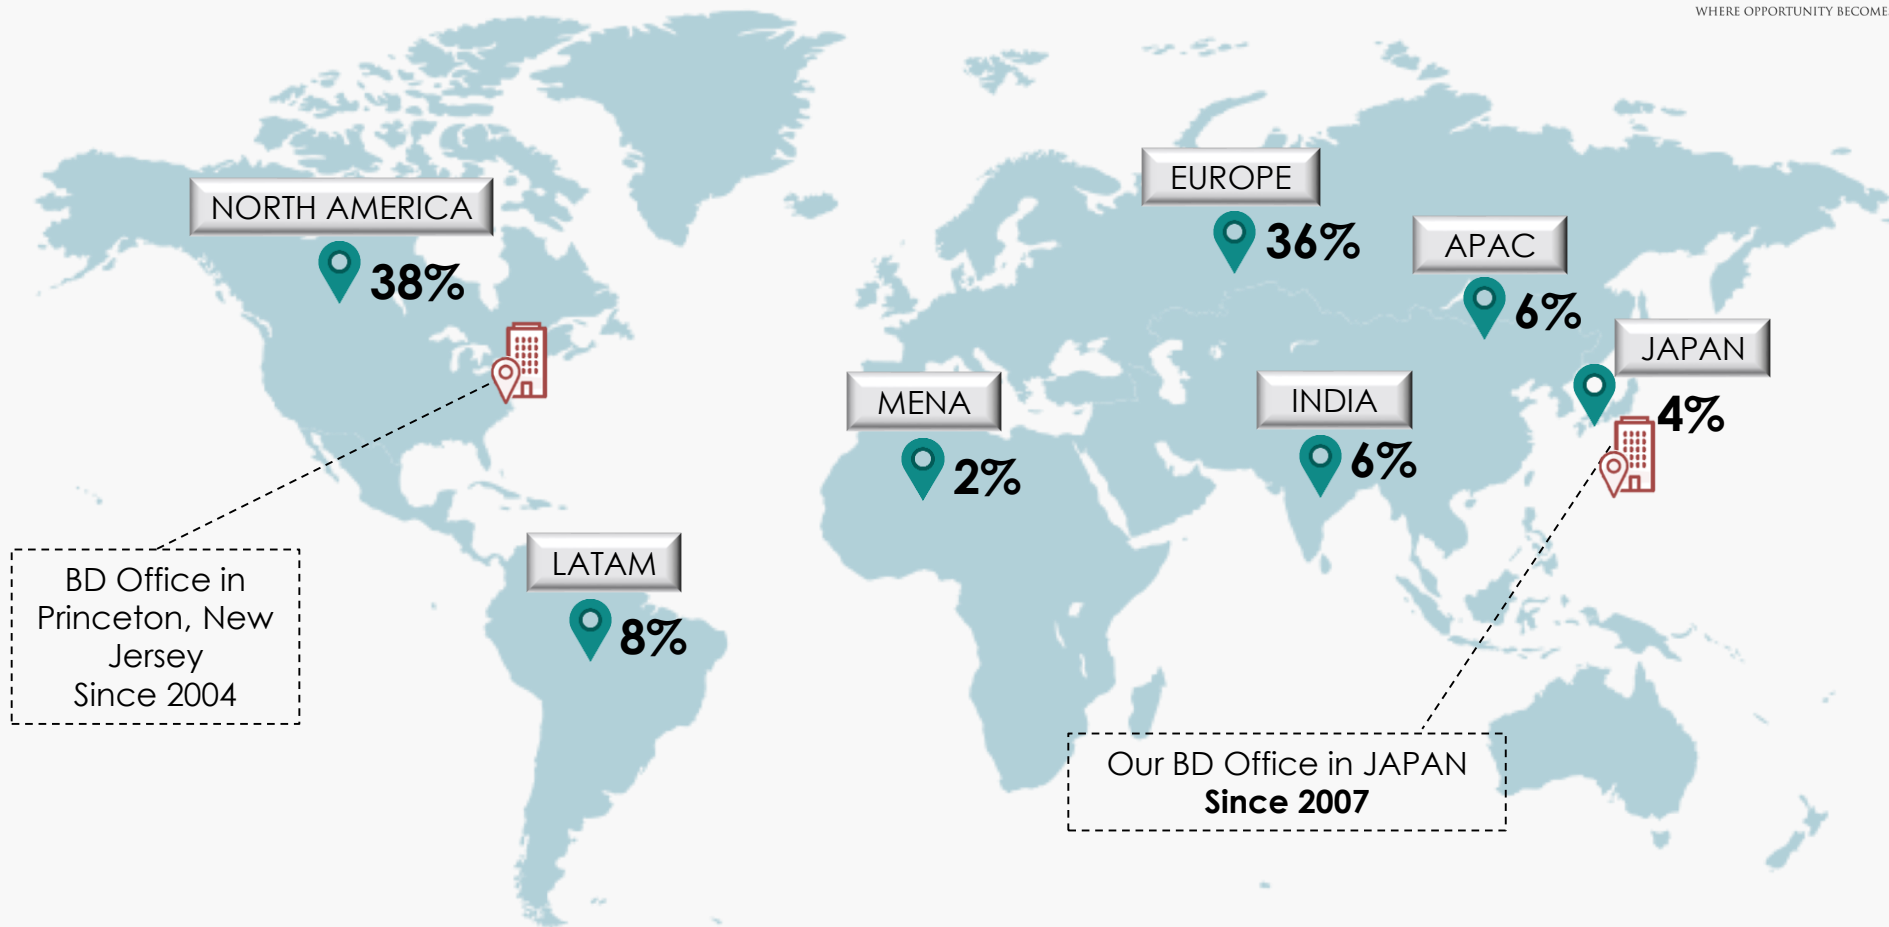 WHERE OPPORTUNITY BECOME
NORTH AMERICA
38%
EUROPE
36%
APAC
6%
JAPAN
4%
MENA
2%
INDIA
6%
LATAM
8%
BD Office in
Princeton, New
Jersey
Since 2004
Our BD Office in JAPAN
Since 2007